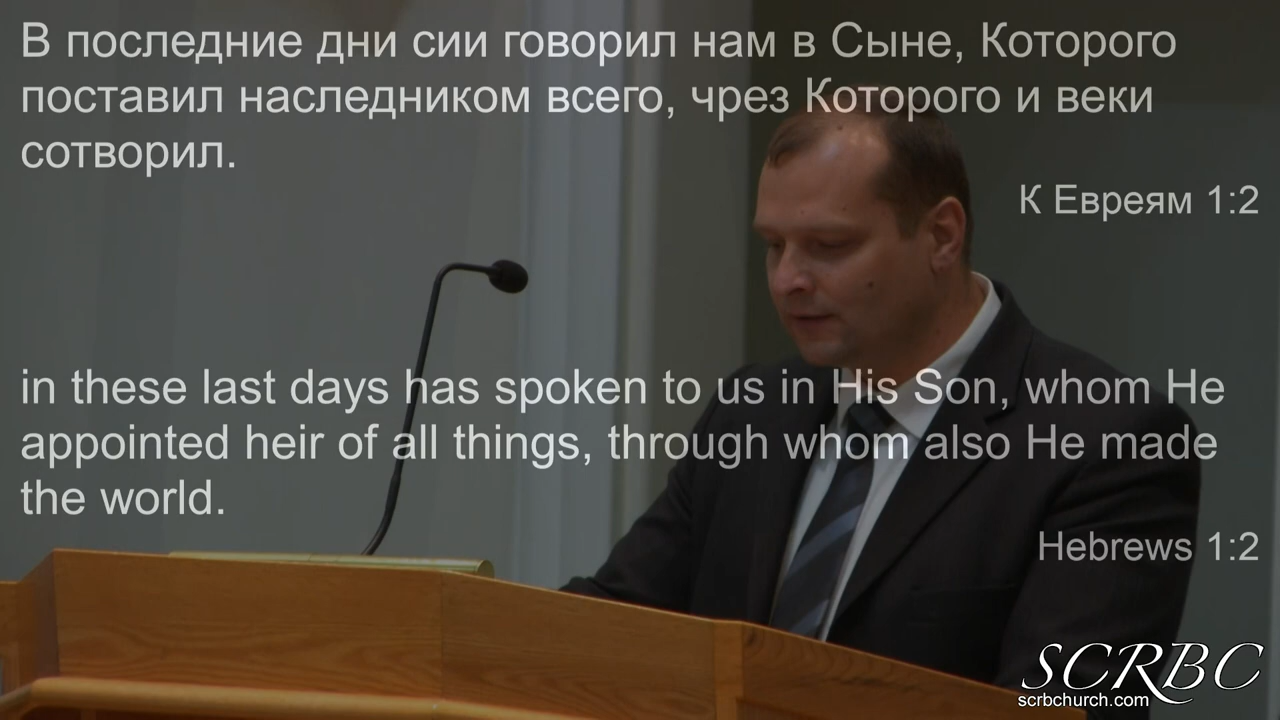 В последние дни сии говорил нам в Сыне, Которого
поставил наследником всего, чрез Которого и веки
сотворил.
К Евреям 1:2
in these last days has spoken to us in His Son, whom He
appointed heir of all things, through whom also He made
the world.
Hebrews 1:2
SCRBC
scrbchurch.com